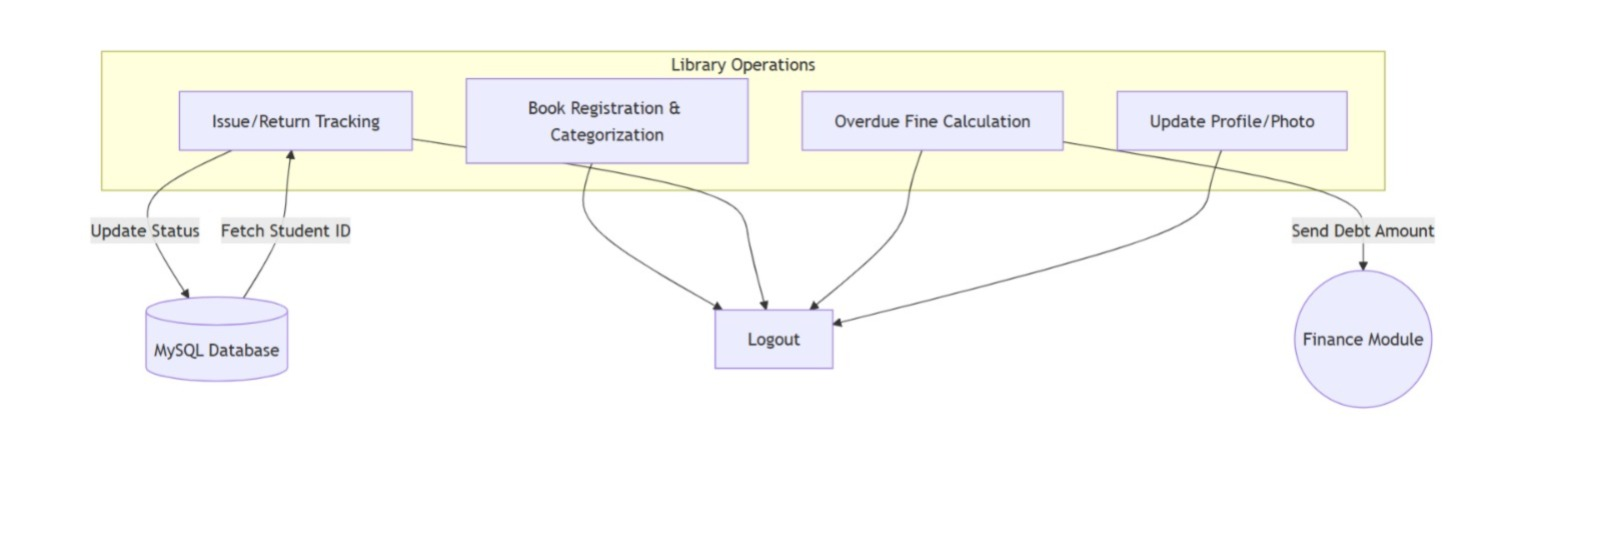 Library Operations
Issue/Return Tracking
Book Registration &
Categorization
Overdue Fine Calculation
Update Profile/Photo
Update Status
Fetch Student ID
Send Debt Amount
MySQL Database
Logout
Finance Module